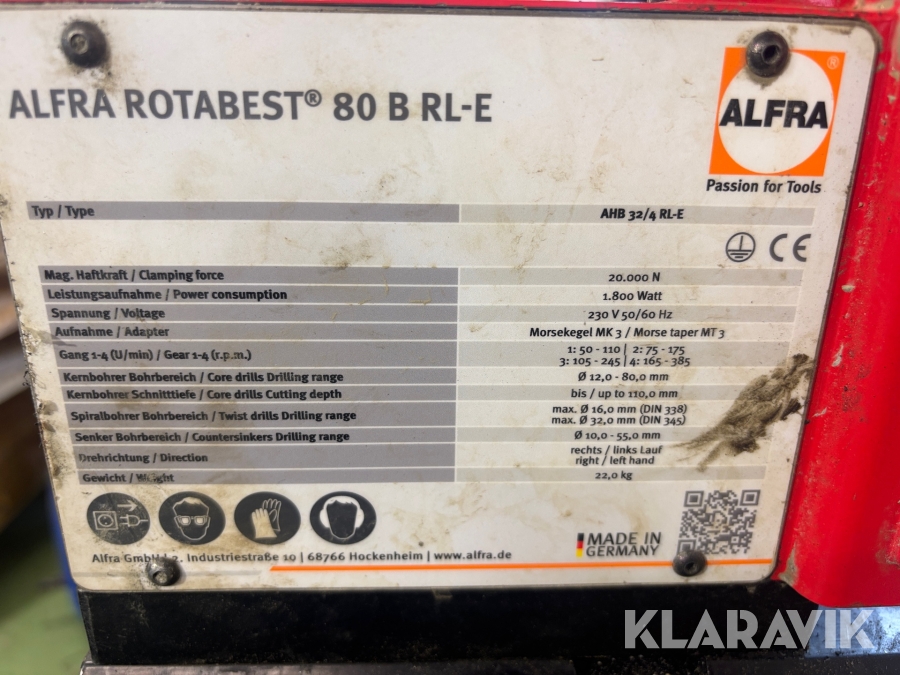 ALFRA ROTABEST® 80 B RL-E
ALFRA®
Passion for Tools
Typ / Type AHB 32/4 RL-E
CE
Mag. Haftkraft / Clamping force 20.000 N
Leistungsaufnahme / Power consumption 1.800 Watt
Spannung / Voltage 230 V 50/60 Hz
Aufnahme / Adapter Morsekegel MK 3 / Morse taper MT 3
Gang 1-4 (U/min) / Gear 1-4 (r.p.m.) 1: 50 - 110 | 2: 75 - 175
3: 105 - 245 | 4: 165 - 385
Kernbohrer Bohrbereich / Core drills Drilling range Ø 12,0 - 80,0 mm
Kernbohrer Schnitttiefe / Core drills Cutting depth bis / up to 110,0 mm
Spiralbohrer Bohrbereich / Twist drills Drilling range max. Ø 16,0 mm (DIN 338)
max. Ø 32,0 mm (DIN 345)
Senker Bohrbereich / Countersinkers Drilling range Ø 10,0 - 55,0 mm
Drehrichtung / Direction rechts / links Lauf
right / left hand
Gewicht / Weight 22,0 kg
MADE IN
GERMANY
Alfra GmbH 2. Industriestraße 10 | 68766 Hockenheim | www.alfra.de
KLARAVIK